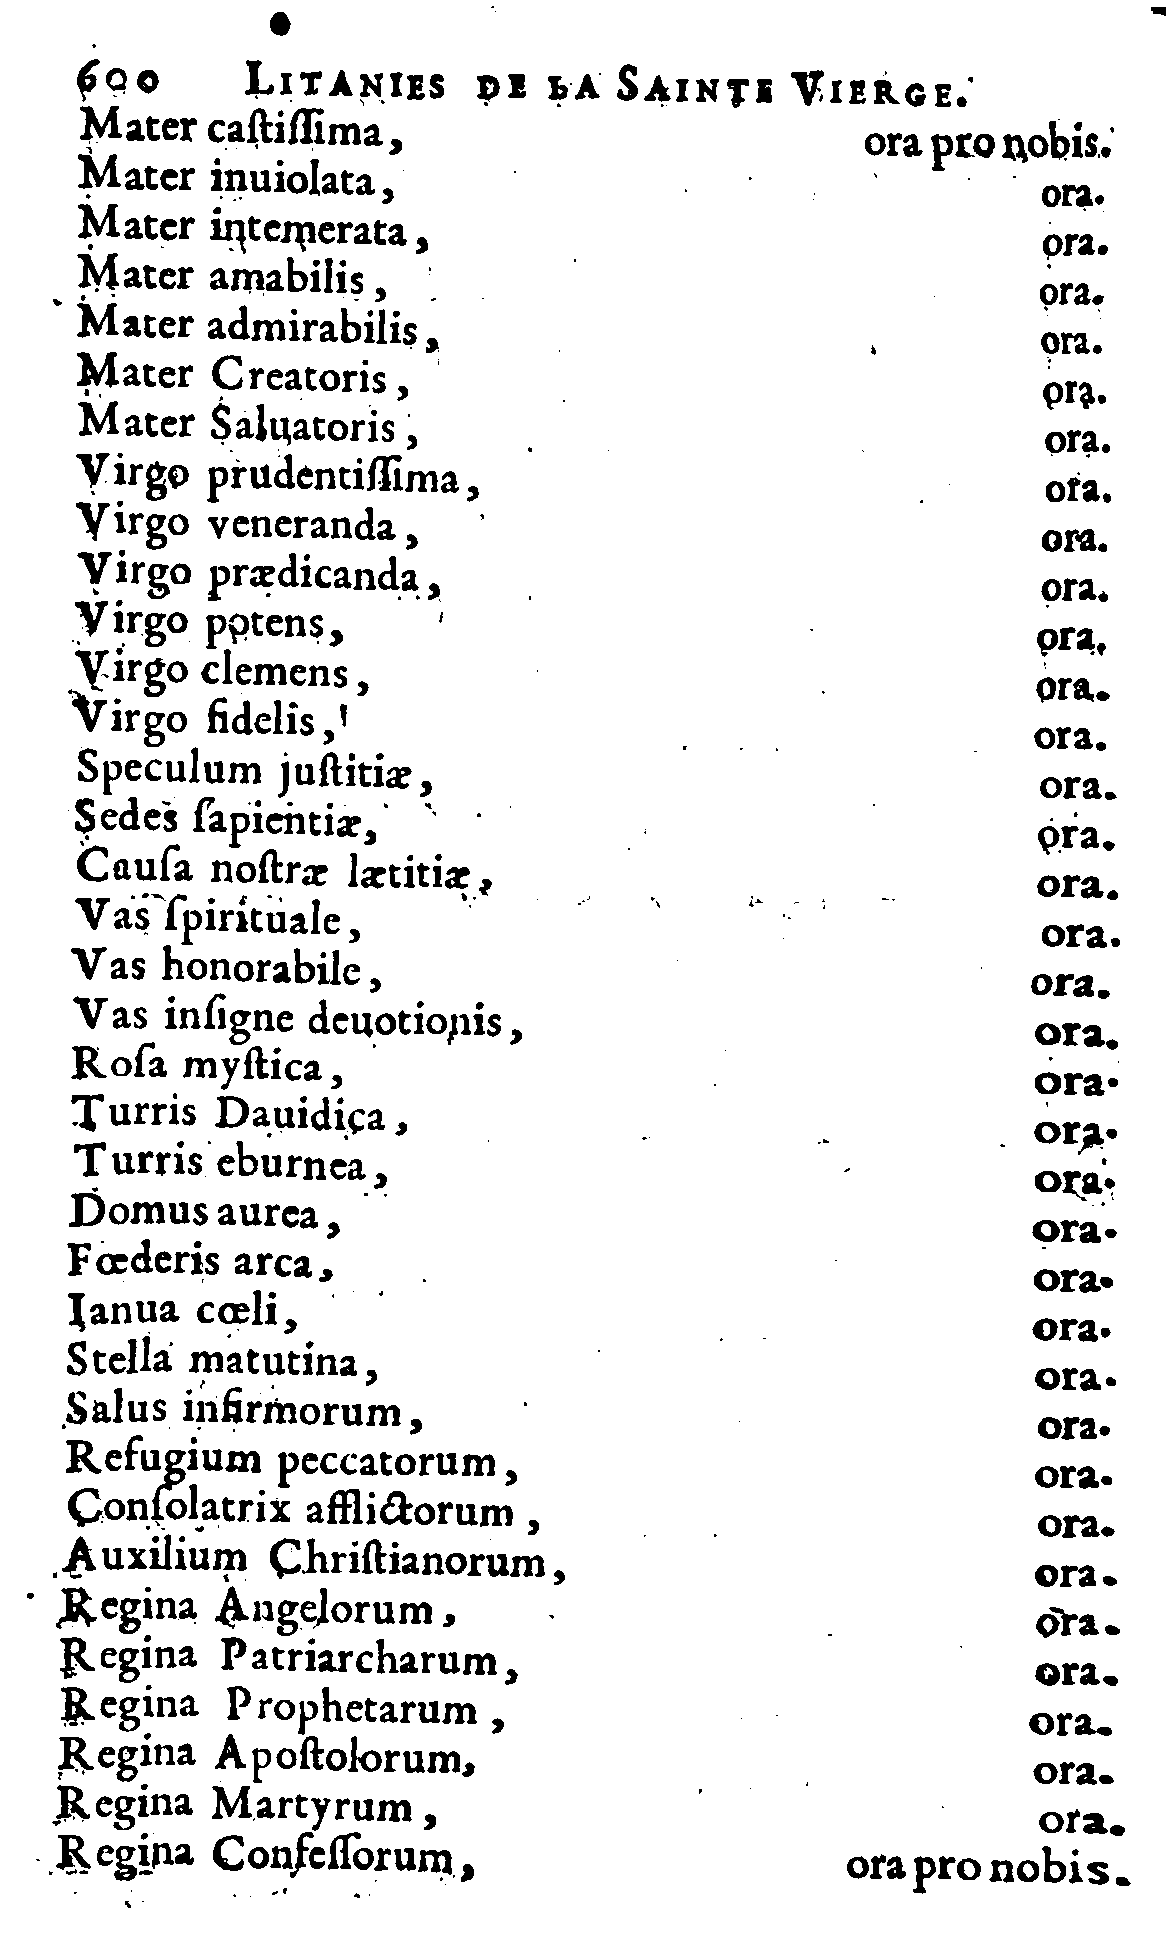 600 LITANIES DE LA SAINTE VIERGE.
Mater caſtiſſima, ora pro nobis.
Mater inuiolata, ora.
Mater intemerata, ora.
Mater amabilis, ora.
Mater admirabilis, ora.
Mater Creatoris, ora.
Mater Saluatoris, ora.
Virgo prudentiſſima, ora.
Virgo veneranda, ora.
Virgo prædicanda, ora.
Virgo potens, ora.
Virgo clemens, ora.
Virgo fidelis, ora.
Speculum juſtitiæ, ora.
Sedes ſapientiæ, ora.
Cauſa noſtræ lætitiæ, ora.
Vas ſpirituale, ora.
Vas honorabile, ora.
Vas inſigne deuotionis, ora.
Roſa myſtica, ora.
Turris Dauidica, ora.
Turris eburnea, ora.
Domus aurea, ora.
Fœderis arca, ora.
Ianua cœli, ora.
Stella matutina, ora.
Salus infirmorum, ora.
Refugium peccatorum, ora.
Conſolatrix afflictorum, ora.
Auxilium Chriſtianorum, ora.
Regina Angelorum, ora.
Regina Patriarcharum, ora.
Regina Prophetarum, ora.
Regina Apoſtolorum, ora.
Regina Martyrum, ora.
Regina Confeſſorum, ora pro nobis.